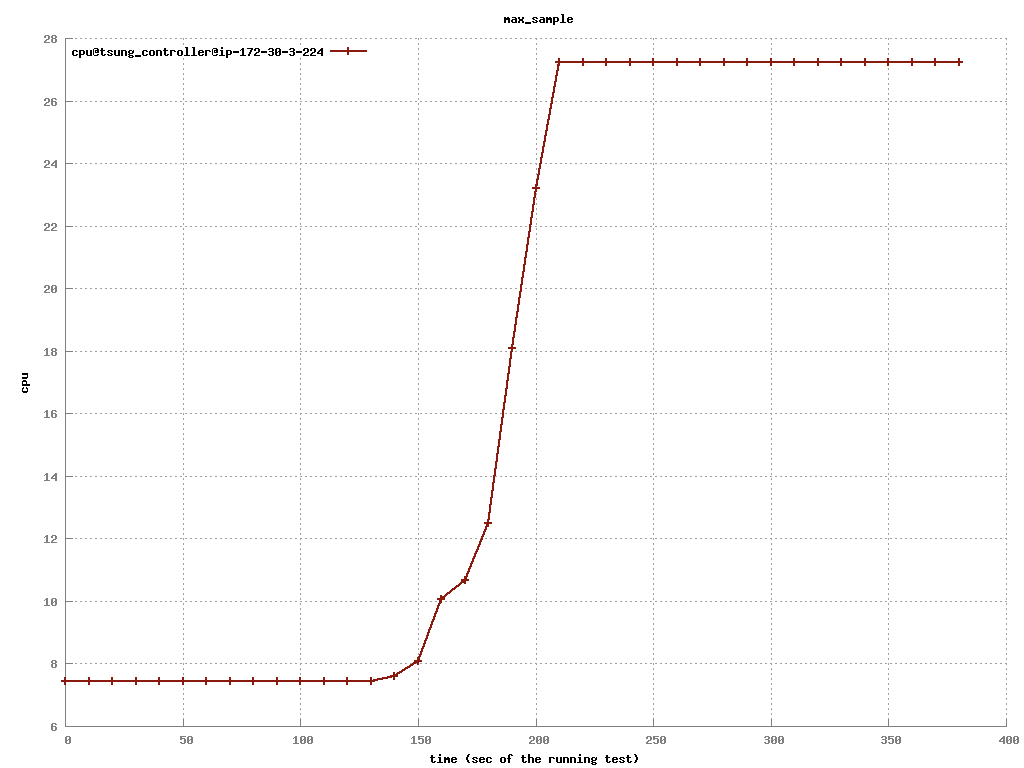 max_sample
cpu@tsung_controller@ip-172-30-3-224
28
26
24
22
20
18
16
14
12
10
8
6
cpu
0 50 100 150 200 250 300 350 400
time (sec of the running test)